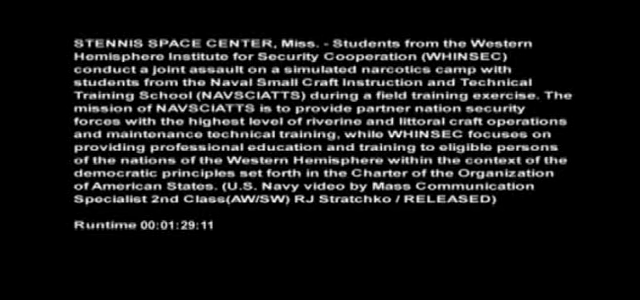 STENNIS SPACE CENTER, Miss. - Students from the Western
Hemisphere Institute for Security Cooperation (WHINSEC)
conduct a joint assault on a simulated narcotics camp with
students from the Naval Small Craft Instruction and Technical
Training School (NAVSCIATTS) during a field training exercise. The
mission of NAVSCIATTS is to provide partner nation security
forces with the highest level of riverine and littoral craft operations
and maintenance technical training, while WHINSEC focuses on
providing professional education and training to eligible persons
of the nations of the Western Hemisphere within the context of the
democratic principles set forth in the Charter of the Organization
of American States. (U.S. Navy video by Mass Communication
Specialist 2nd Class(AW/SW) RJ Stratchko / RELEASED)
Runtime 00:01:29:11